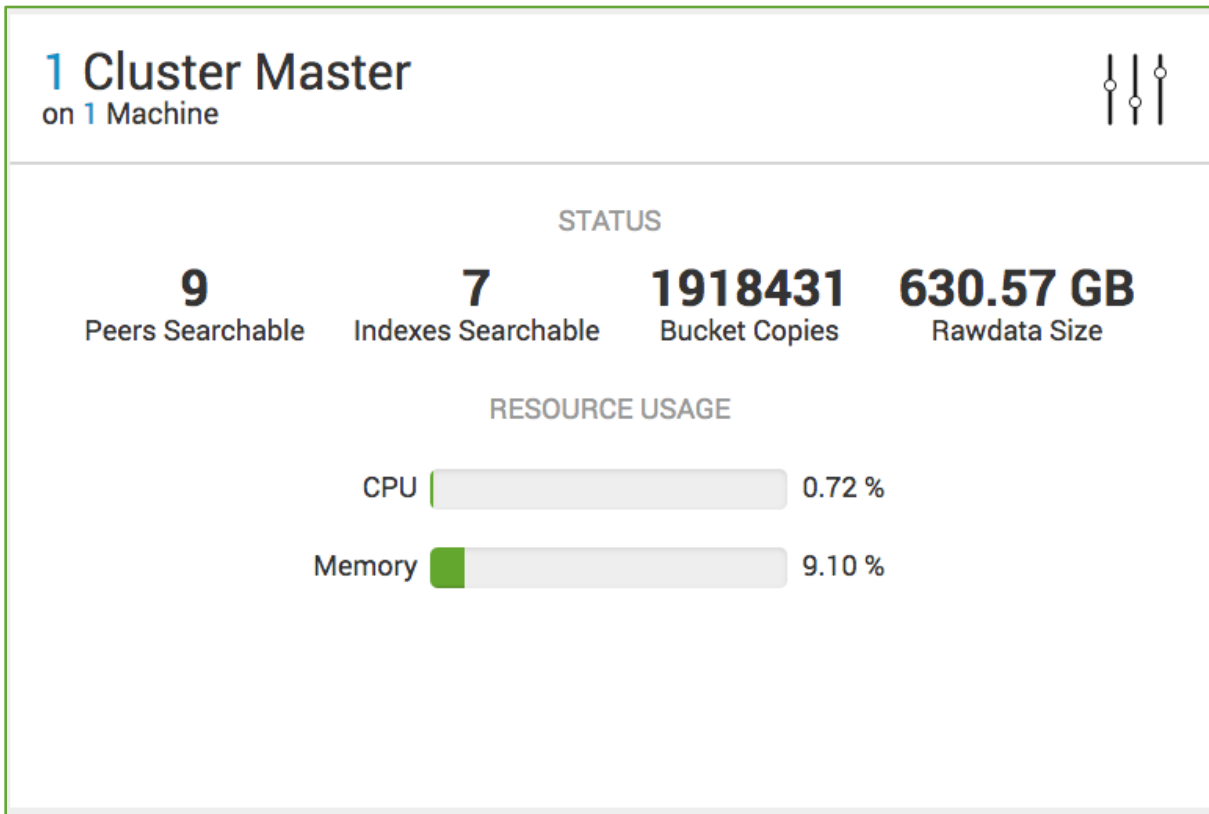 1 Cluster Master
on 1 Machine
STATUS
9 7 1918431 630.57 GB
Peers Searchable Indexes Searchable Bucket Copies Rawdata Size
RESOURCE USAGE
CPU 0.72 %
Memory 9.10 %